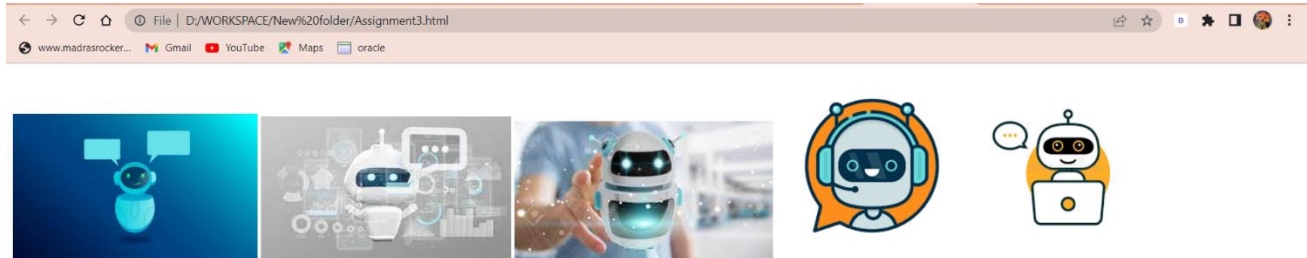 File | D:/WORKSPACE/New%20folder/Assignment3.html
B
www.madrasrocker... Gmail YouTube Maps oracle